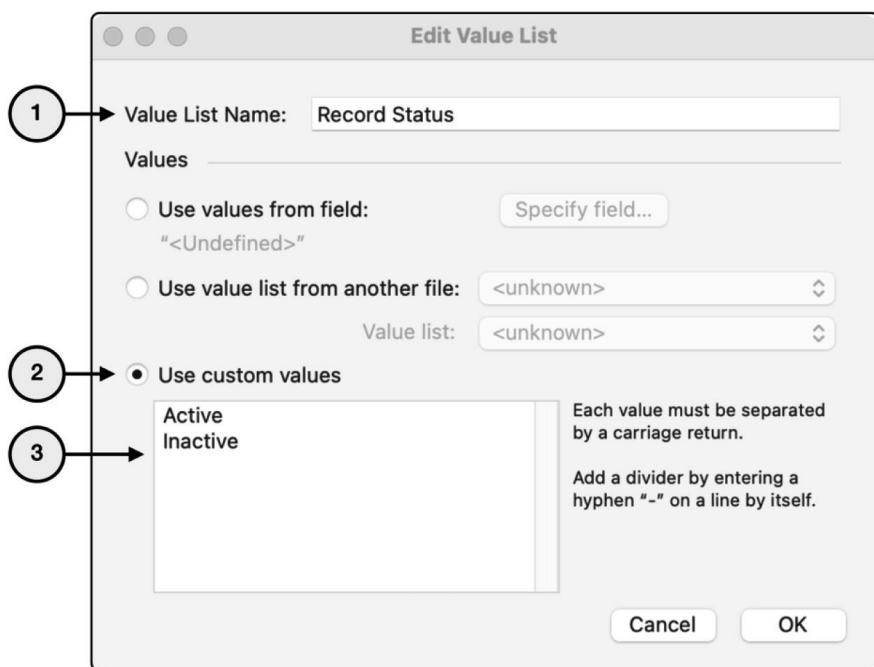 Edit Value List
1
Value List Name: Record Status
Values
Use values from field: Specify field...
“<Undefined>”
Use value list from another file: <unknown>
Value list: <unknown>
2
Use custom values
3
Active
Inactive
Each value must be separated
by a carriage return.
Add a divider by entering a
hyphen “-” on a line by itself.
Cancel OK